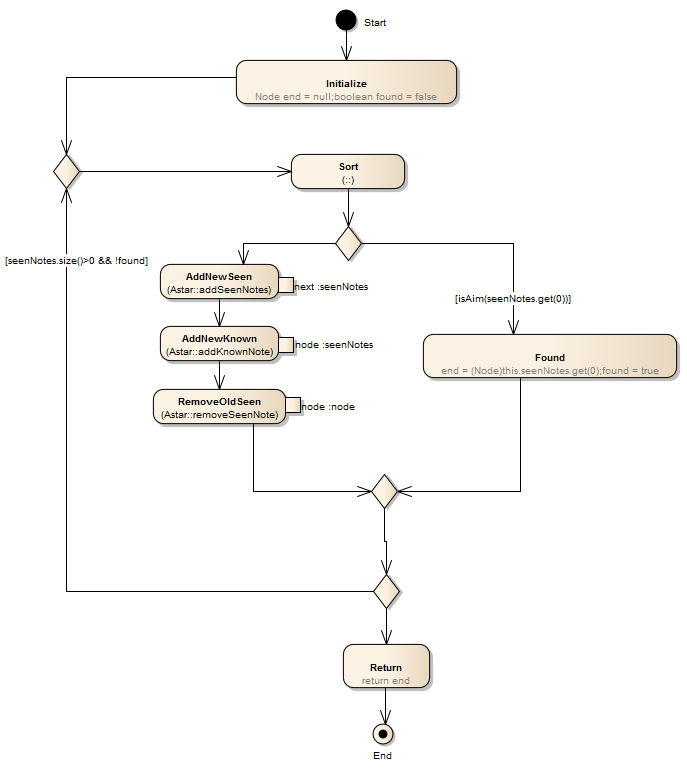 Start
Initialize
Node end = null;boolean found = false
Sort
(::)
[seenNotes.size()>0 && !found]
AddNewSeen
(Astar::addSeenNotes)
next :seenNotes
[isAim(seenNotes.get(0))]
AddNewKnown
(Astar::addKnownNote)
node :seenNotes
Found
end = (Node)this.seenNotes.get(0);found = true
RemoveOldSeen
(Astar::removeSeenNote)
node :node
Return
return end
End